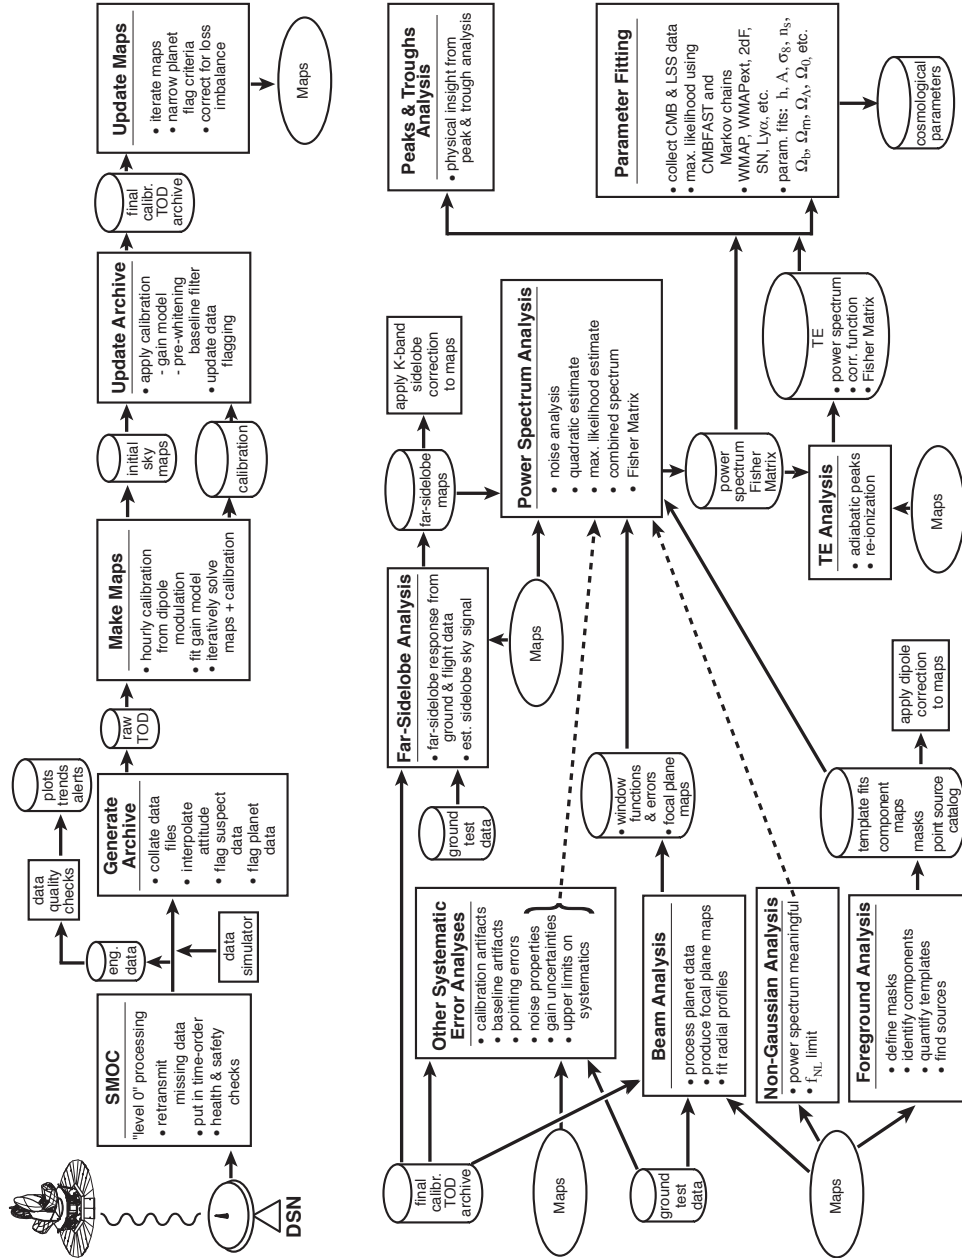 DSN
SMOC
"level 0" processing
• retransmit
missing data
• put in time-order
• health & safety
checks
eng.
data
data
simulator
data
quality
checks
plots
trends
alerts
Generate
Archive
• collate data
files
• interpolate
attitude
• flag suspect
data
• flag planet
data
raw
TOD
Make Maps
• hourly calibration
from dipole
modulation
• fit gain model
• iteratively solve
maps + calibration
initial
sky
maps
calibration
Update Archive
• apply calibration
- gain model
- pre-whitening
baseline filter
• update data
flagging
final
calibr.
TOD
archive
Update Maps
• iterate maps
• narrow planet
flag criteria
• correct for loss
imbalance
Maps
final
calibr.
TOD
archive
Maps
ground
test
data
Maps
Other Systematic
Error Analyses
• calibration artifacts
• baseline artifacts
• pointing errors
• noise properties
• gain uncertainties
• upper limits on
systematics
Beam Analysis
• process planet data
• produce focal plane maps
• fit radial profiles
Non-Gaussian Analysis
• power spectrum meaningful
• f_NL limit
Foreground Analysis
• define masks
• identify components
• quantify templates
• find sources
ground
test
data
Far-Sidelobe Analysis
• far-sidelobe response from
ground & flight data
• est. sidelobe sky signal
Maps
• window
functions
& errors
• focal plane
maps
template fits
component
maps
masks
point source
catalog
apply dipole
correction
to maps
far-sidelobe
maps
apply K-band
sidelobe
correction
to maps
Power Spectrum Analysis
• noise analysis
• quadratic estimate
• max. likelihood estimate
• combined spectrum
• Fisher Matrix
power
spectrum
Fisher
Matrix
TE Analysis
• adiabatic peaks
• re-ionization
Maps
TE
• power spectrum
• corr. function
• Fisher Matrix
Peaks & Troughs
Analysis
• physical insight from
peak & trough analysis
Parameter Fitting
• collect CMB & LSS data
• max. likelihood using
CMBFAST and
Markov chains
• WMAP, WMAPext, 2dF,
SN, Lyα, etc.
• param. fits: h, A, σ₈, nₛ,
Ω_b, Ω_m, Ω_Λ, Ω₀, etc.
cosmological
parameters